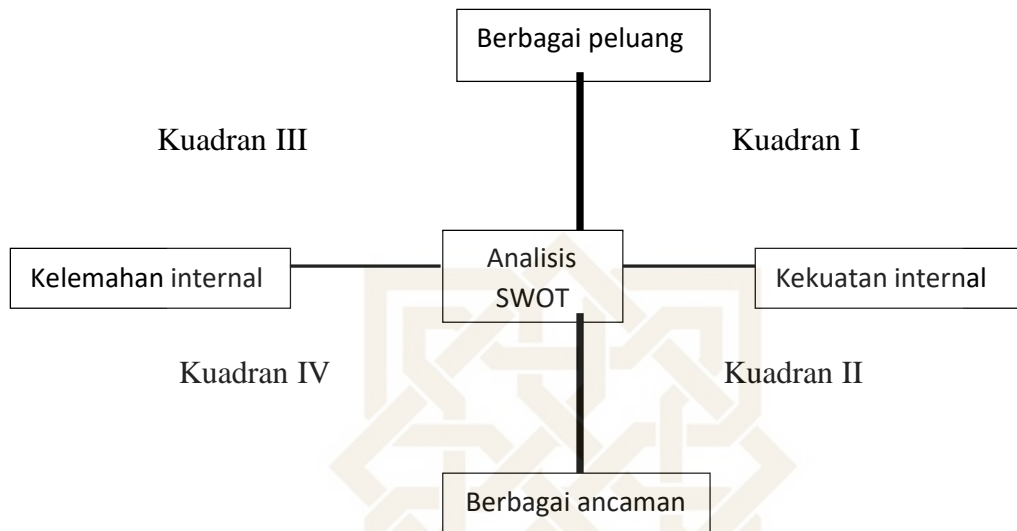 Berbagai peluang
Kuadran III
Kuadran I
Kelemahan internal
Analisis
SWOT
Kekuatan internal
Kuadran IV
Kuadran II
Berbagai ancaman